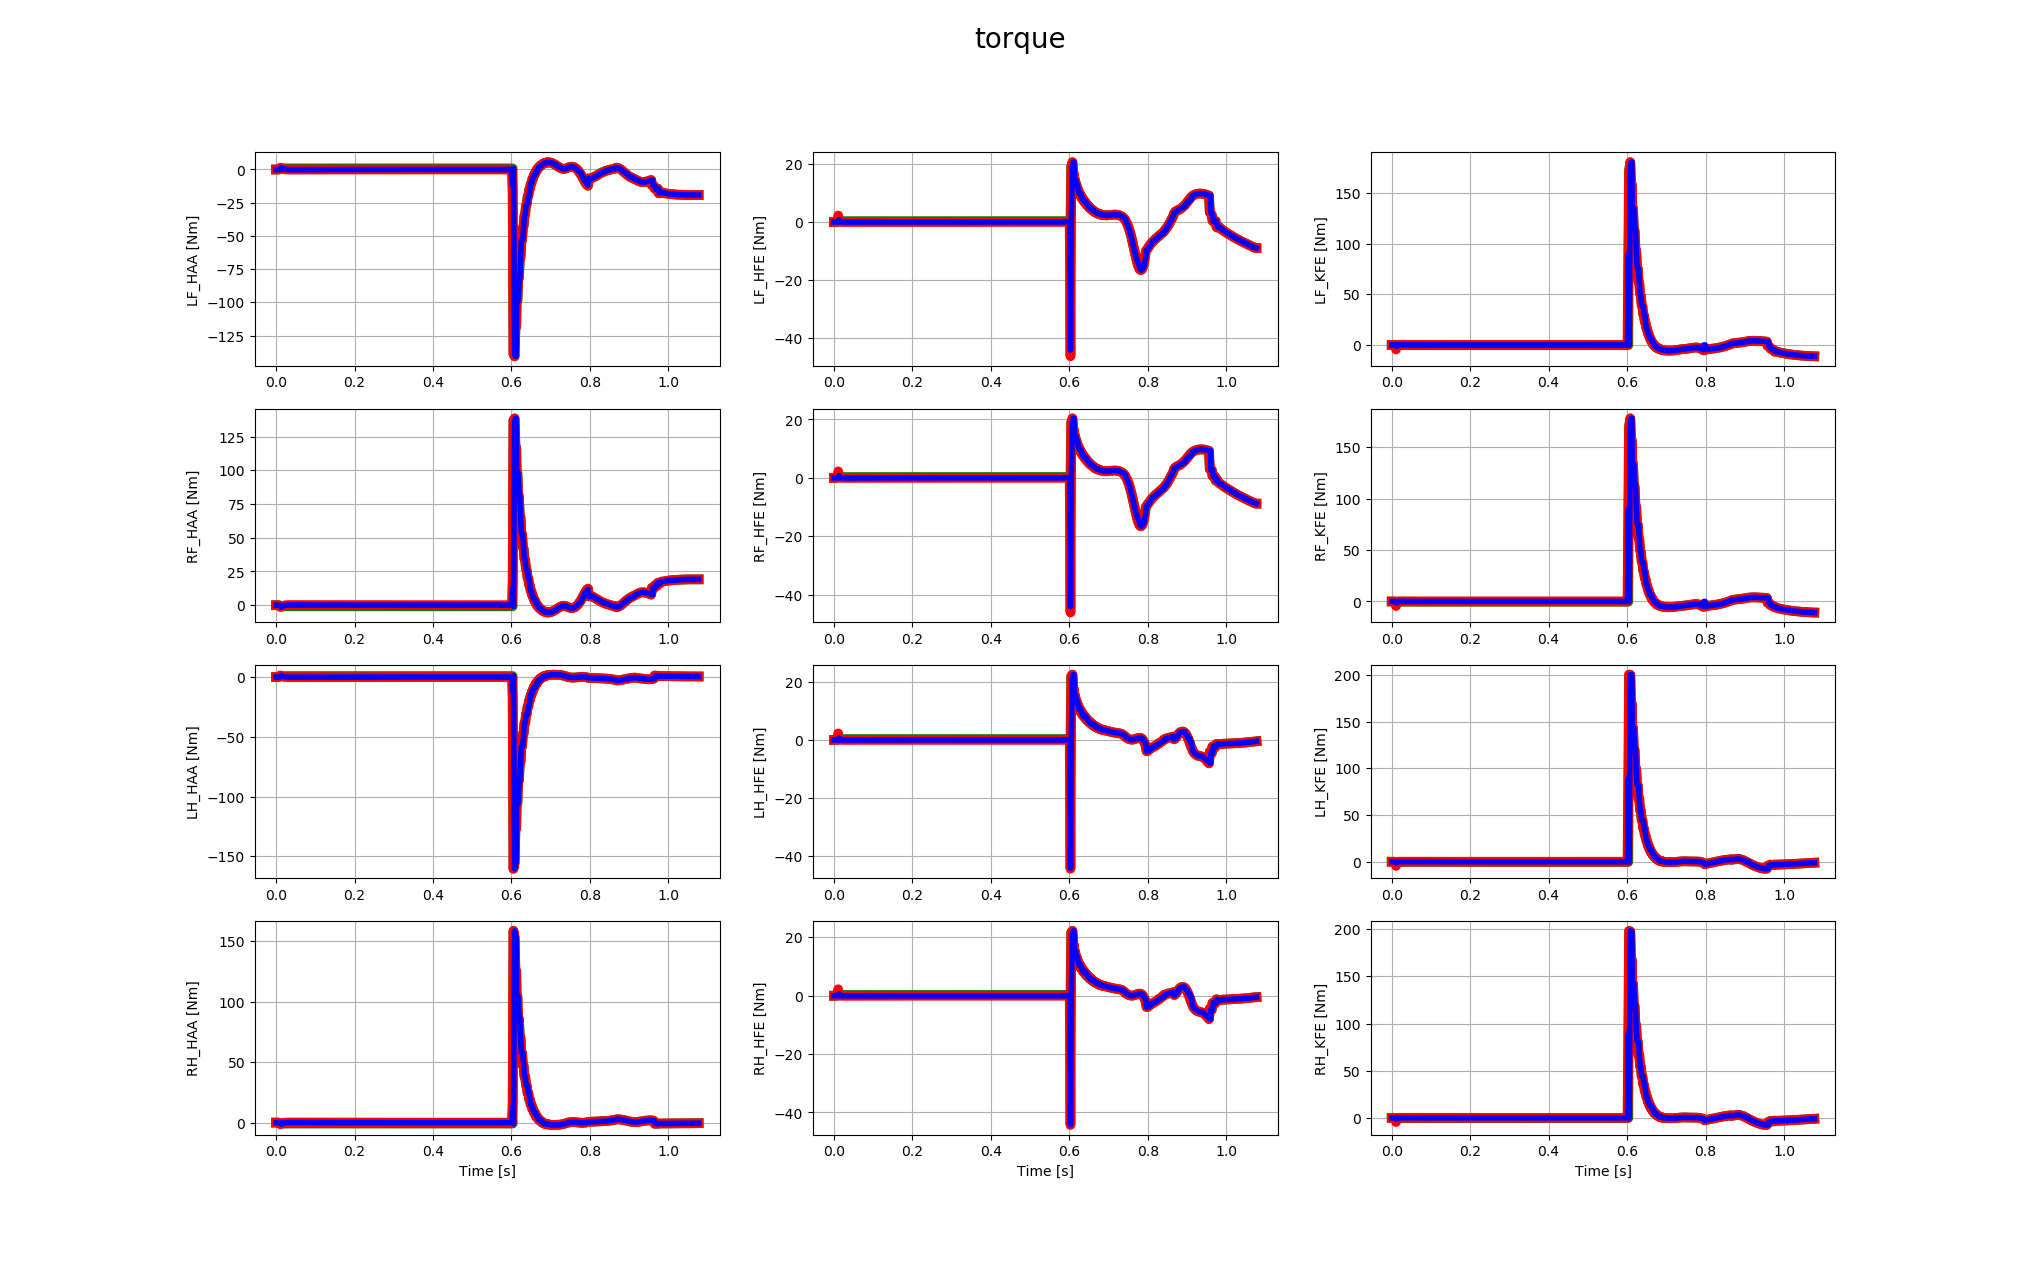 torque
LF_HAA [Nm]
0
−25
−50
−75
−100
−125
0.0 0.2 0.4 0.6 0.8 1.0
LF_HFE [Nm]
20
0
−20
−40
0.0 0.2 0.4 0.6 0.8 1.0
LF_KFE [Nm]
150
100
50
0
0.0 0.2 0.4 0.6 0.8 1.0
RF_HAA [Nm]
125
100
75
50
25
0
0.0 0.2 0.4 0.6 0.8 1.0
RF_HFE [Nm]
20
0
−20
−40
0.0 0.2 0.4 0.6 0.8 1.0
RF_KFE [Nm]
150
100
50
0
0.0 0.2 0.4 0.6 0.8 1.0
LH_HAA [Nm]
0
−50
−100
−150
0.0 0.2 0.4 0.6 0.8 1.0
LH_HFE [Nm]
20
0
−20
−40
0.0 0.2 0.4 0.6 0.8 1.0
LH_KFE [Nm]
200
150
100
50
0
0.0 0.2 0.4 0.6 0.8 1.0
RH_HAA [Nm]
150
100
50
0
0.0 0.2 0.4 0.6 0.8 1.0
Time [s]
RH_HFE [Nm]
20
0
−20
−40
0.0 0.2 0.4 0.6 0.8 1.0
Time [s]
RH_KFE [Nm]
200
150
100
50
0
0.0 0.2 0.4 0.6 0.8 1.0
Time [s]